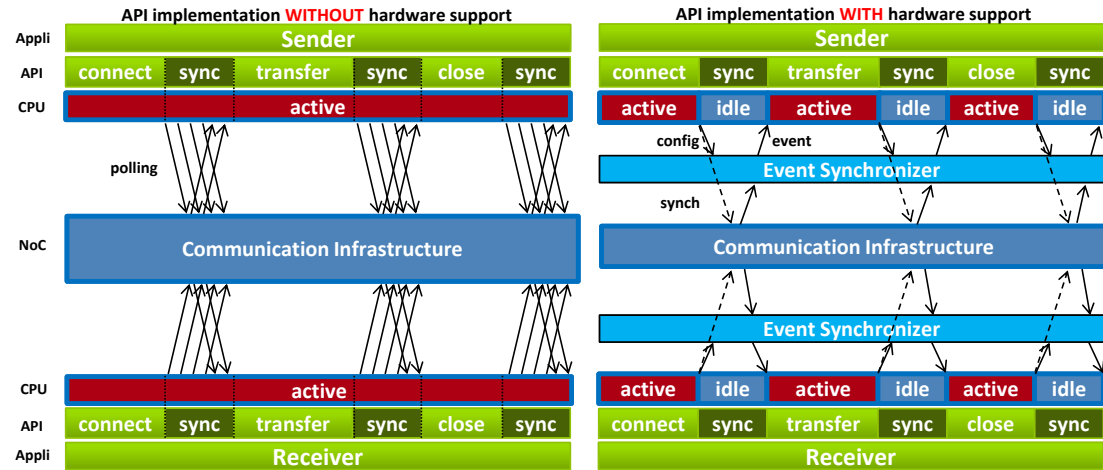 API implementation WITHOUT hardware support
Appli Sender
API connect sync transfer sync close sync
CPU active
polling
NoC Communication Infrastructure
CPU active
API connect sync transfer sync close sync
Appli Receiver
API implementation WITH hardware support
Sender
connect sync transfer sync close sync
active idle active idle active idle
config event
Event Synchronizer
synch
Communication Infrastructure
Event Synchronizer
active idle active idle active idle
connect sync transfer sync close sync
Receiver